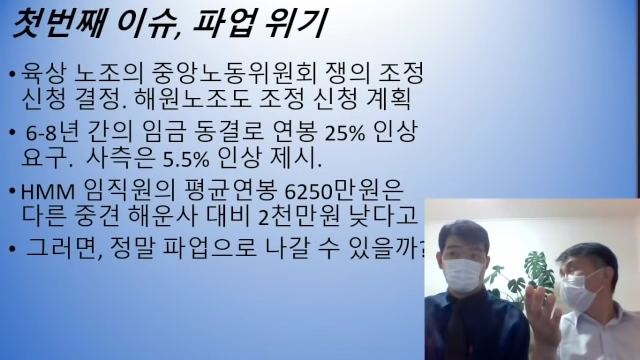 첫번째 이슈, 파업 위기
• 육상 노조의 중앙노동위원회 쟁의 조정
신청 결정. 해원노조도 조정 신청 계획
• 6-8년 간의 임금 동결로 연봉 25% 인상
요구. 사측은 5.5% 인상 제시.
• HMM 임직원의 평균연봉 6250만원은
다른 중견 해운사 대비 2천만원 낮다고
• 그러면, 정말 파업으로 나갈 수 있을까?